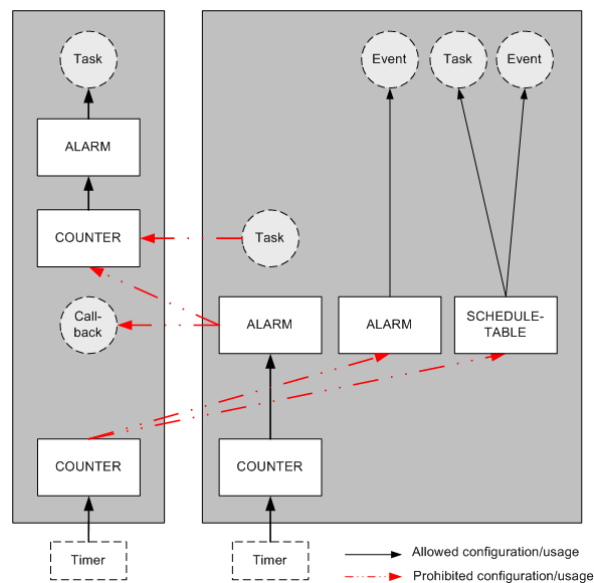 Task
Event
Task
Event
ALARM
COUNTER
Task
Call-
back
ALARM
ALARM
SCHEDULE-
TABLE
COUNTER
COUNTER
Timer
Timer
Allowed configuration/usage
Prohibited configuration/usage